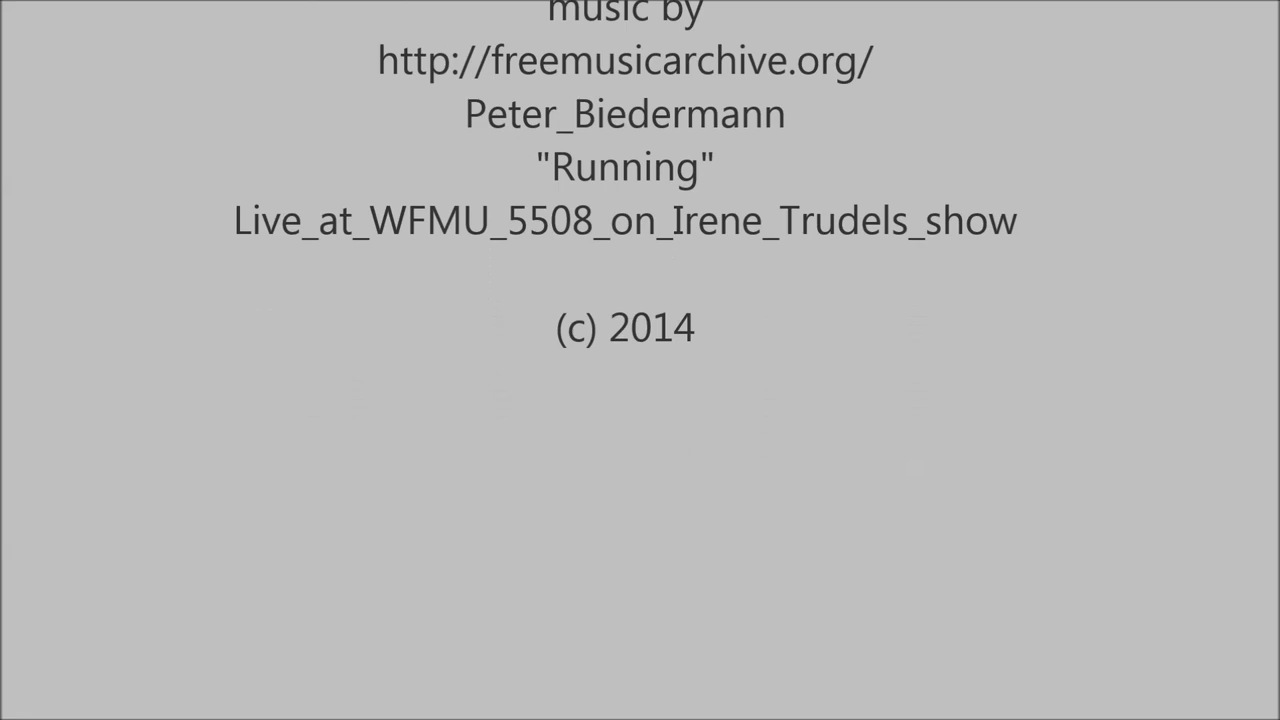 music by
http://freemusicarchive.org/
Peter_Biedermann
"Running"
Live_at_WFMU_5508_on_Irene_Trudels_show
(c) 2014